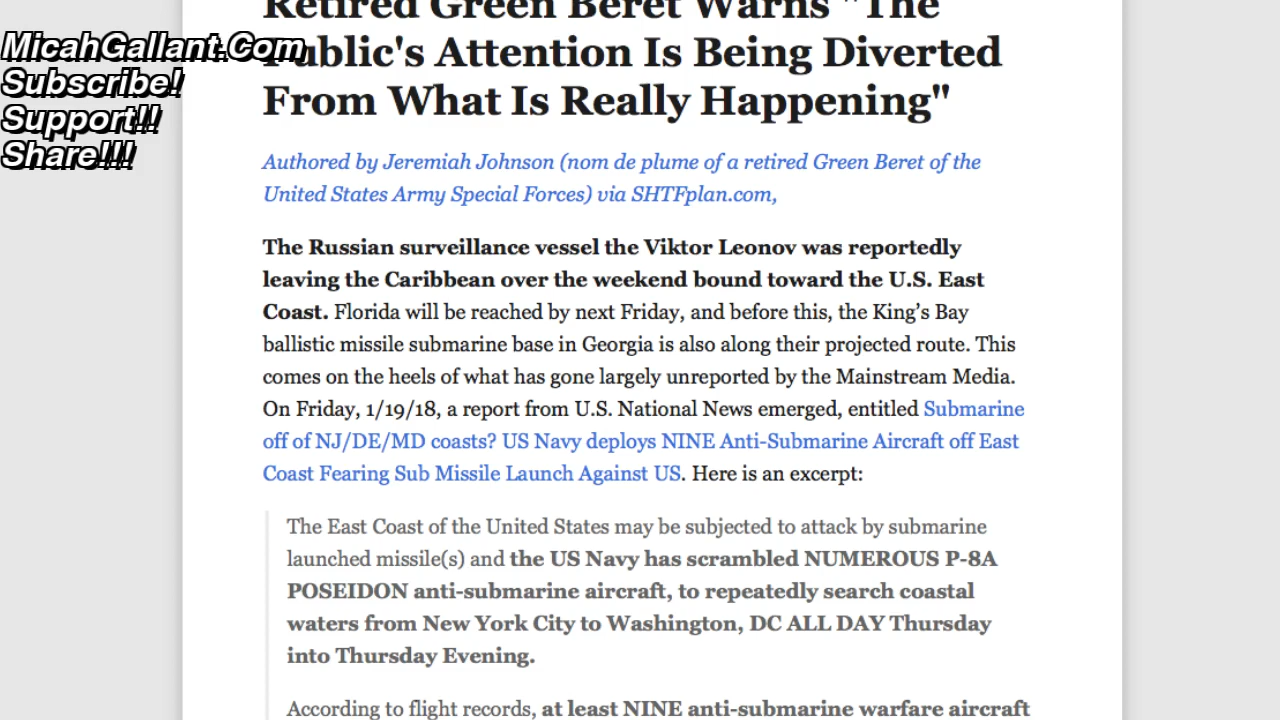 Retired Green Beret Warns "The
Public's Attention Is Being Diverted
From What Is Really Happening"
MicahGallant.Com
Subscribe!
Support!!
Share!!!
Authored by Jeremiah Johnson (nom de plume of a retired Green Beret of the
United States Army Special Forces) via SHTFplan.com,
The Russian surveillance vessel the Viktor Leonov was reportedly
leaving the Caribbean over the weekend bound toward the U.S. East
Coast. Florida will be reached by next Friday, and before this, the King’s Bay
ballistic missile submarine base in Georgia is also along their projected route. This
comes on the heels of what has gone largely unreported by the Mainstream Media.
On Friday, 1/19/18, a report from U.S. National News emerged, entitled Submarine
off of NJ/DE/MD coasts? US Navy deploys NINE Anti-Submarine Aircraft off East
Coast Fearing Sub Missile Launch Against US. Here is an excerpt:
The East Coast of the United States may be subjected to attack by submarine
launched missile(s) and the US Navy has scrambled NUMEROUS P-8A
POSEIDON anti-submarine aircraft, to repeatedly search coastal
waters from New York City to Washington, DC ALL DAY Thursday
into Thursday Evening.
According to flight records, at least NINE anti-submarine warfare aircraft